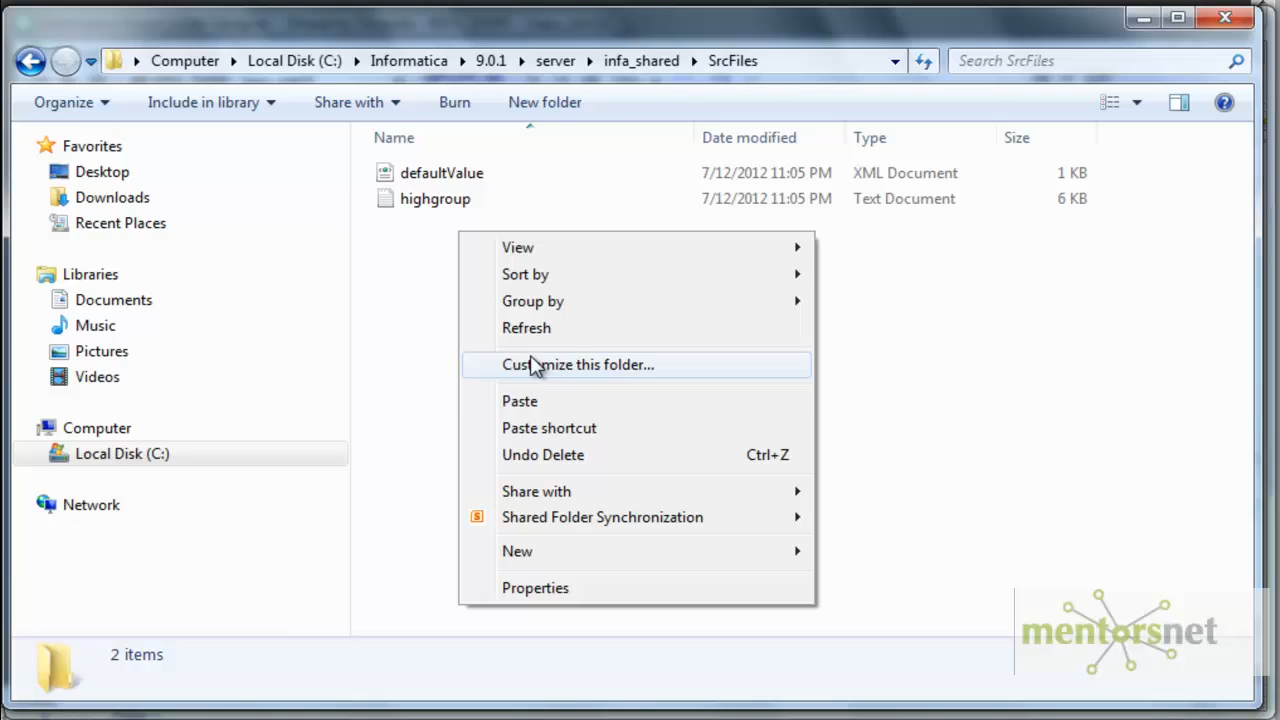 Computer Local Disk (C:) Informatica 9.0.1 server infa_shared SrcFiles Search SrcFiles
Organize Include in library Share with Burn New folder
Name Date modified Type Size
Favorites
Desktop
Downloads
Recent Places
Libraries
Documents
Music
Pictures
Videos
Computer
Local Disk (C:)
Network
defaultValue 7/12/2012 11:05 PM XML Document 1 KB
highgroup 7/12/2012 11:05 PM Text Document 6 KB
View
Sort by
Group by
Refresh
Customize this folder...
Paste
Paste shortcut
Undo Delete Ctrl+Z
Share with
Shared Folder Synchronization
New
Properties
2 items
mentorsnet